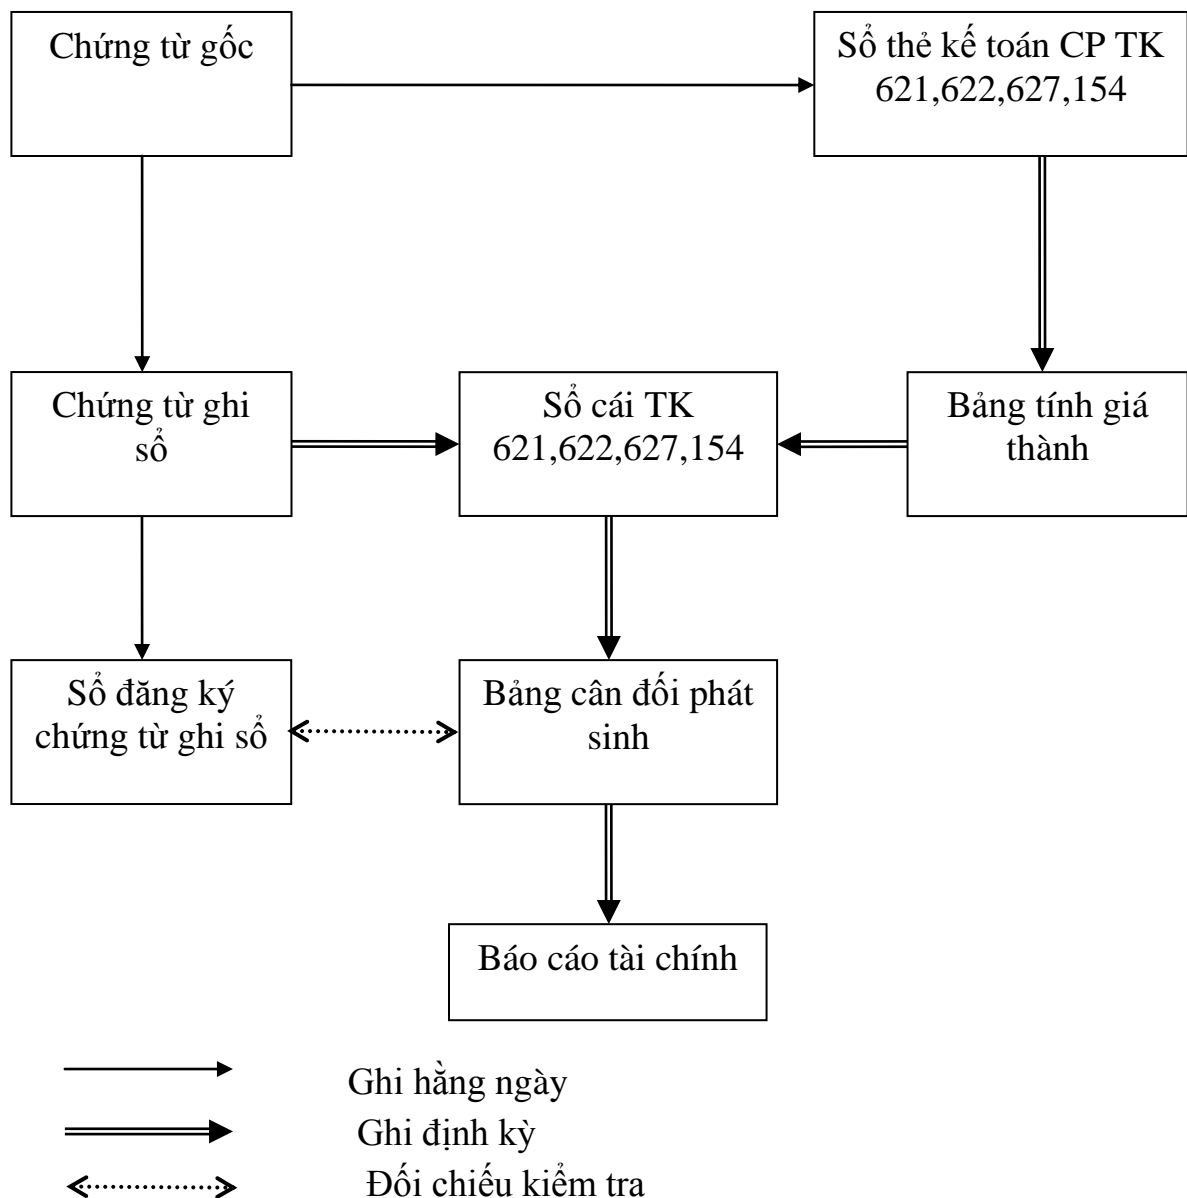 Chứng từ gốc
Sổ thẻ kế toán CP TK
621,622,627,154
Chứng từ ghi
sổ
Sổ cái TK
621,622,627,154
Bảng tính giá
thành
Sổ đăng ký
chứng từ ghi sổ
Bảng cân đối phát
sinh
Báo cáo tài chính
Ghi hằng ngày
Ghi định kỳ
Đối chiếu kiểm tra